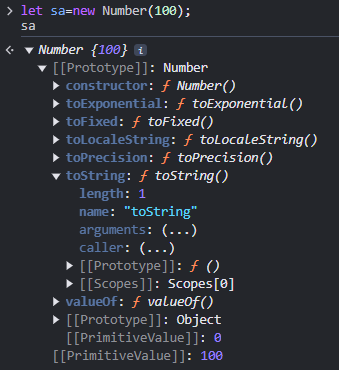 > let sa=new Number(100);
sa
<· ▼ Number {100} i
▼ [[Prototype]]: Number
▶ constructor: ƒ Number()
▶ toExponential: ƒ toExponential()
▶ toFixed: ƒ toFixed()
▶ toLocaleString: ƒ toLocaleString()
▶ toPrecision: ƒ toPrecision()
▼ toString: ƒ toString()
length: 1
name: "toString"
arguments: (...)
caller: (...)
▶ [[Prototype]]: ƒ ()
▶ [[Scopes]]: Scopes[0]
▶ valueOf: ƒ valueOf()
▶ [[Prototype]]: Object
[[PrimitiveValue]]: 0
[[PrimitiveValue]]: 100